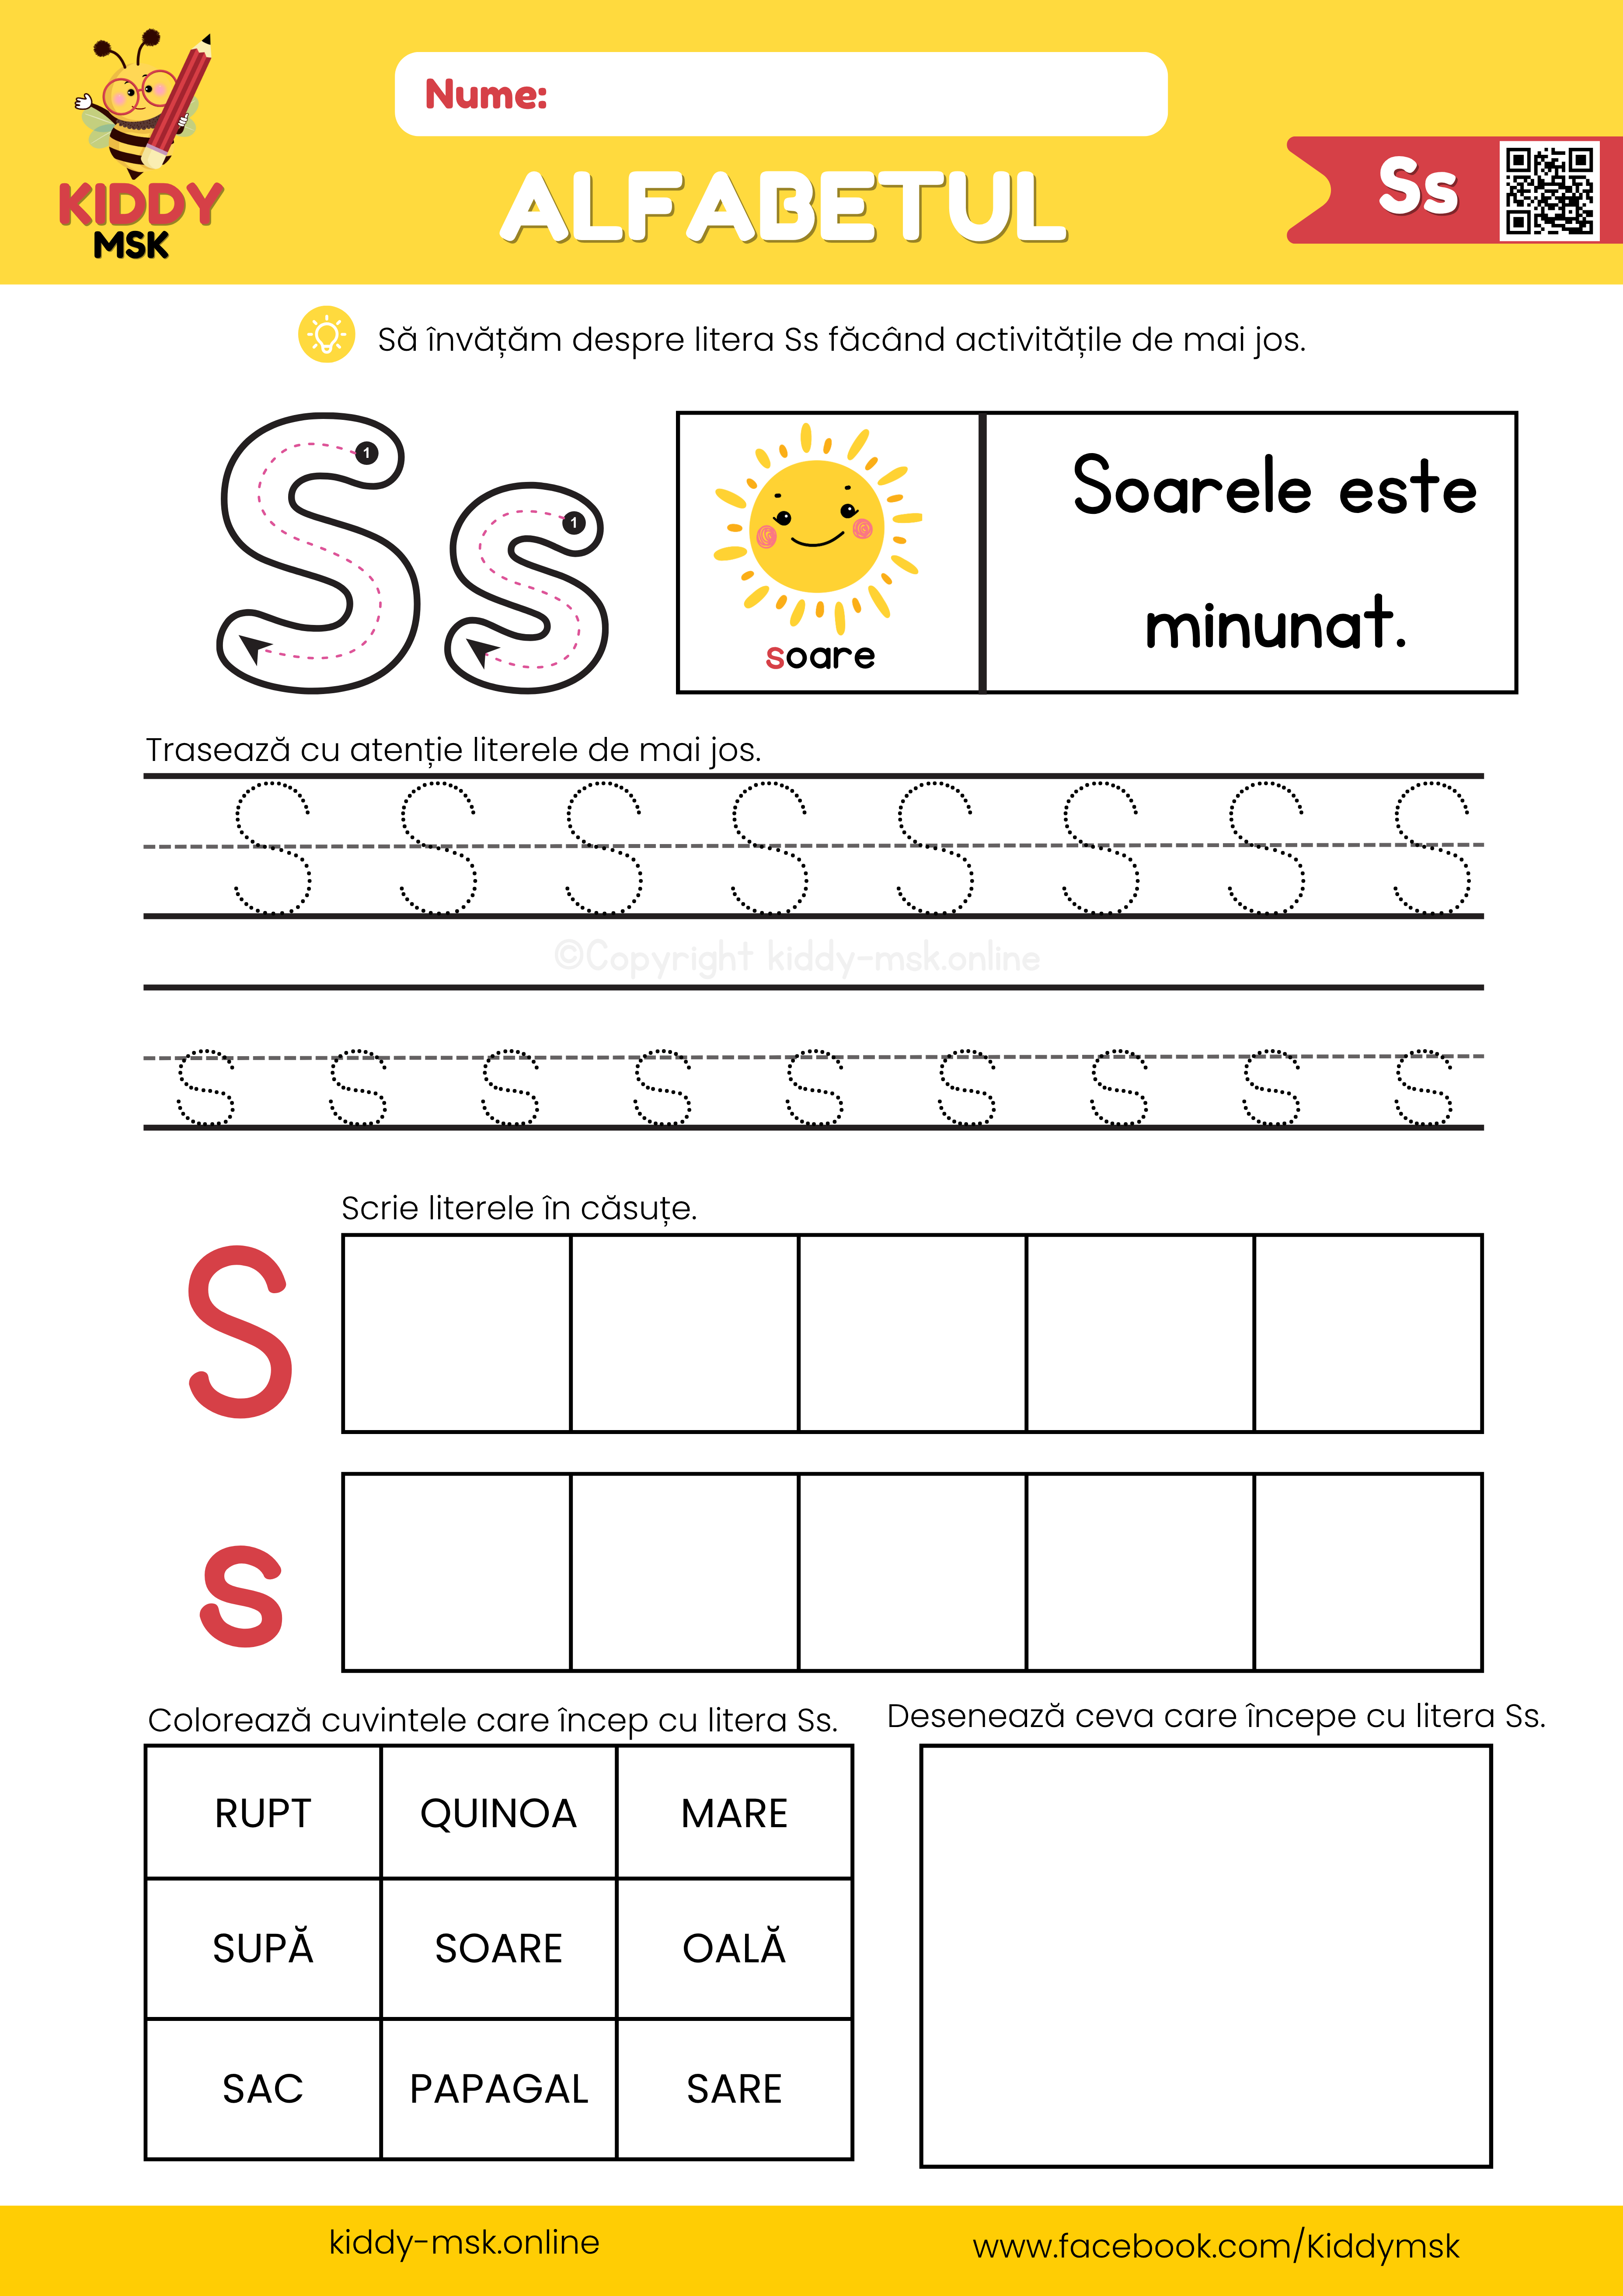 Nume:
KIDDY
MSK
ALFABETUL
Ss
Să învățăm despre litera Ss făcând activitățile de mai jos.
1
1
soare
Soarele este
minunat.
Trasează cu atenție literele de mai jos.
S S S S S S S S
©Copyright kiddy-msk.online
s s s s s s s s s
Scrie literele în căsuțe.
S
s
Colorează cuvintele care încep cu litera Ss.
RUPT QUINOA MARE
SUPĂ SOARE OALĂ
SAC PAPAGAL SARE
Desenează ceva care începe cu litera Ss.
kiddy-msk.online
www.facebook.com/Kiddymsk